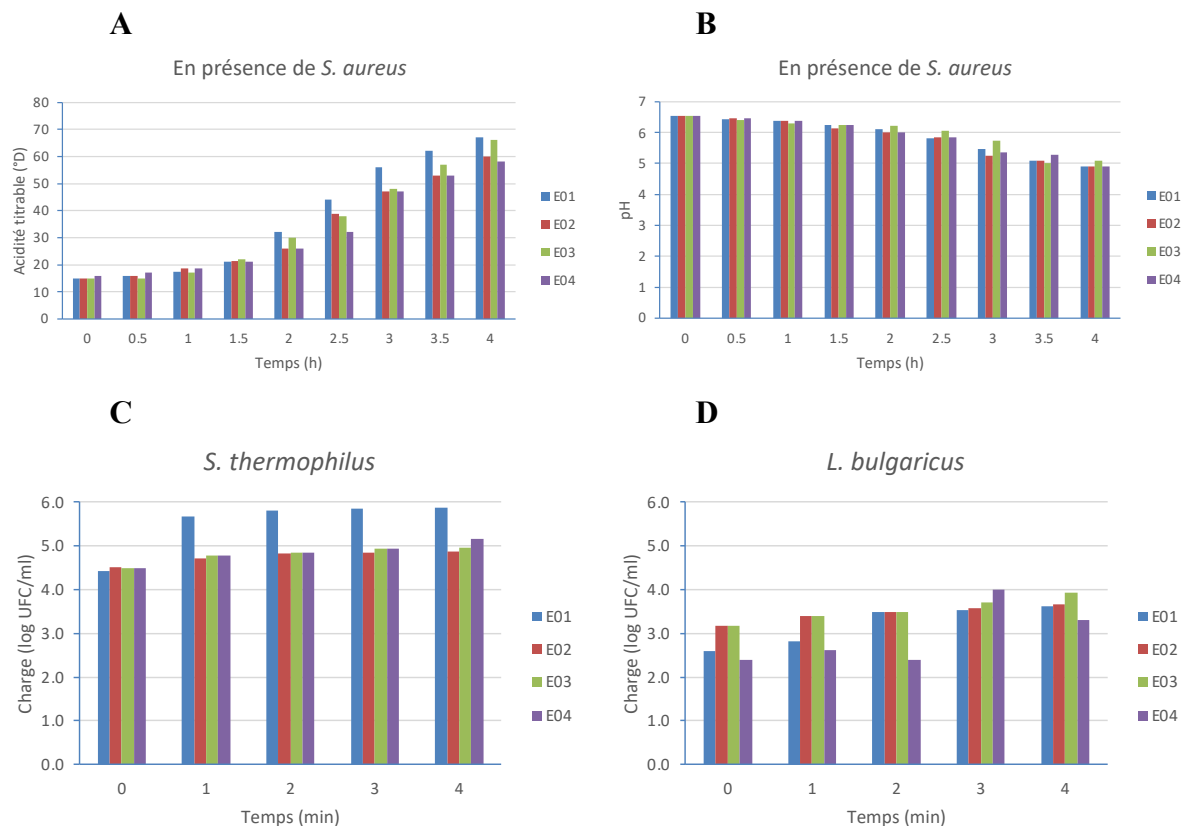 A
En présence de S. aureus
Acidité titrable (°D)
80
70
60
50
40
30
20
10
0
0 0.5 1 1.5 2 2.5 3 3.5 4
Temps (h)
E01
E02
E03
E04
B
En présence de S. aureus
pH
7
6
5
4
3
2
1
0
0 0.5 1 1.5 2 2.5 3 3.5 4
Temps (h)
E01
E02
E03
E04
C
S. thermophilus
Charge (log UFC/ml)
6.0
5.0
4.0
3.0
2.0
1.0
0.0
0 1 2 3 4
Temps (min)
E01
E02
E03
E04
D
L. bulgaricus
Charge (log UFC/ml)
6.0
5.0
4.0
3.0
2.0
1.0
0.0
0 1 2 3 4
Temps (min)
E01
E02
E03
E04